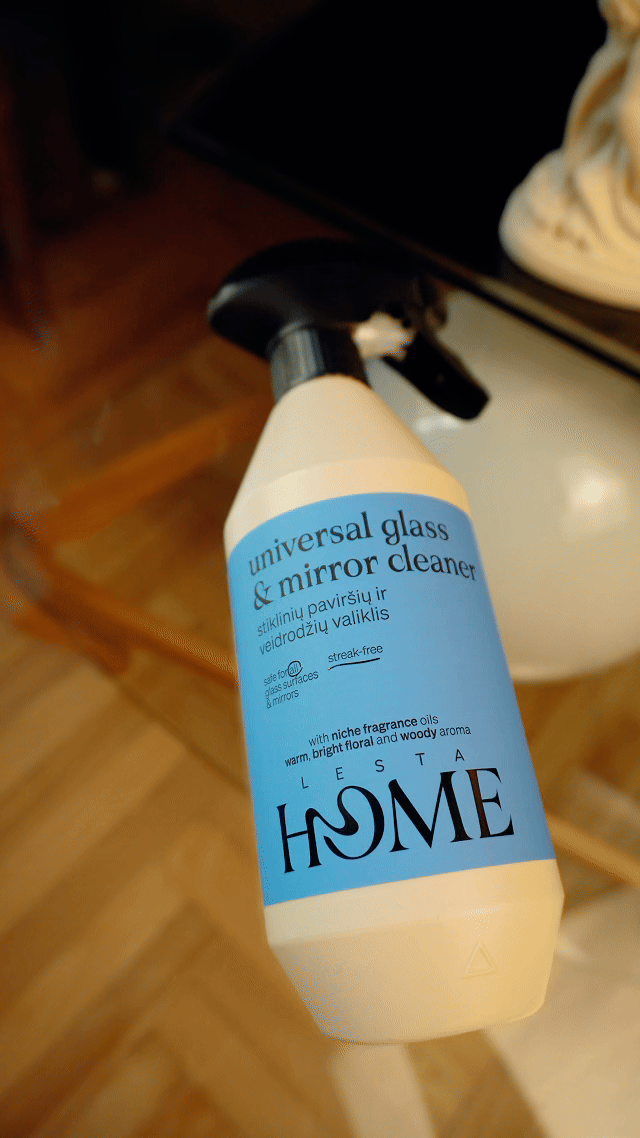 universal glass
& mirror cleaner
stiklinių paviršių ir
veidrodžių valiklis
safe for all
glass surfaces
& mirrors
streak-free
with niche fragrance oils
warm, bright floral and woody aroma
LESTA
HOME